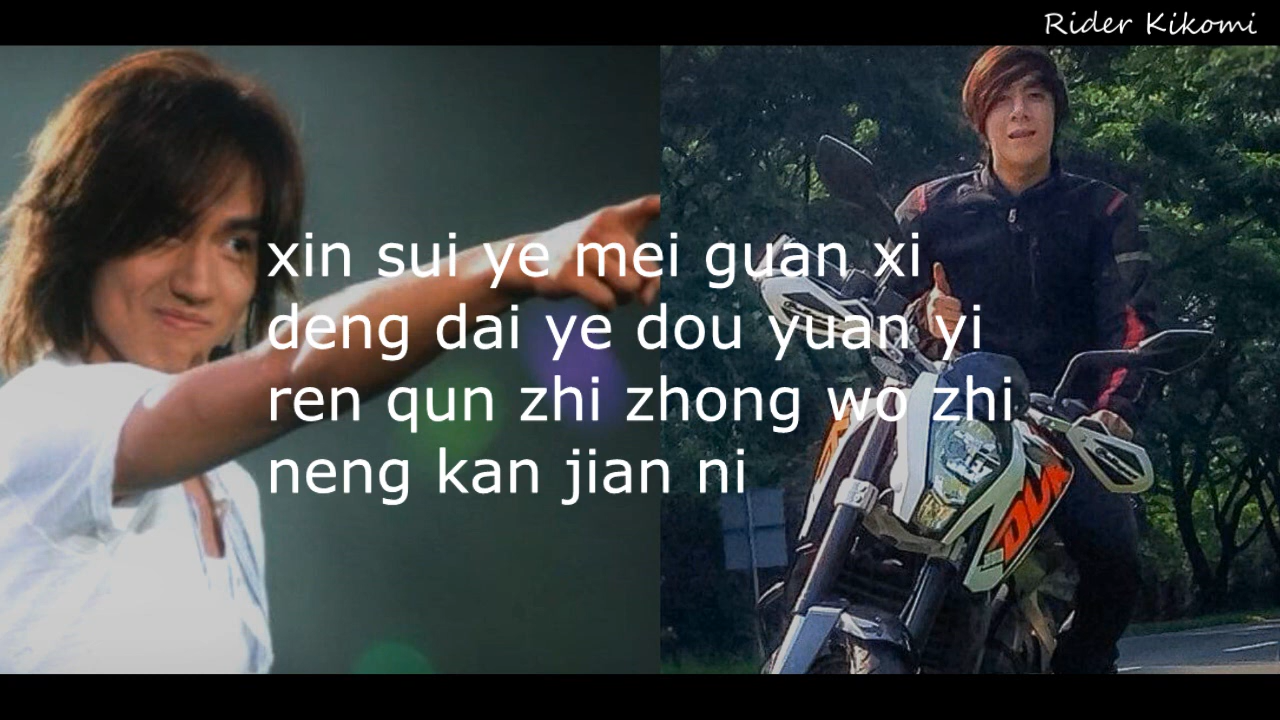 Rider Kikomi
xin sui ye mei guan xi
deng dai ye dou yuan yi
ren qun zhi zhong wo zhi
neng kan jian ni
DUK